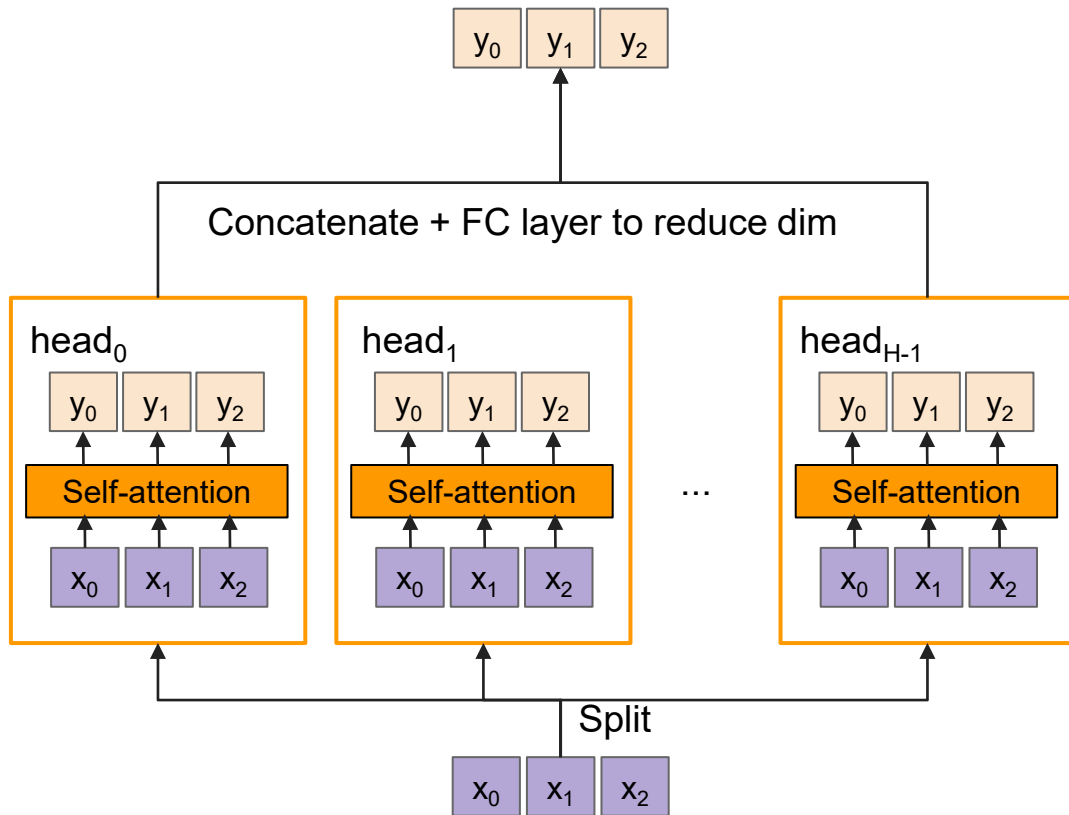 y₀ y₁ y₂
Concatenate + FC layer to reduce dim
head₀ head₁ head_H-1
y₀ y₁ y₂ y₀ y₁ y₂ y₀ y₁ y₂
Self-attention Self-attention ... Self-attention
x₀ x₁ x₂ x₀ x₁ x₂ x₀ x₁ x₂
Split
x₀ x₁ x₂